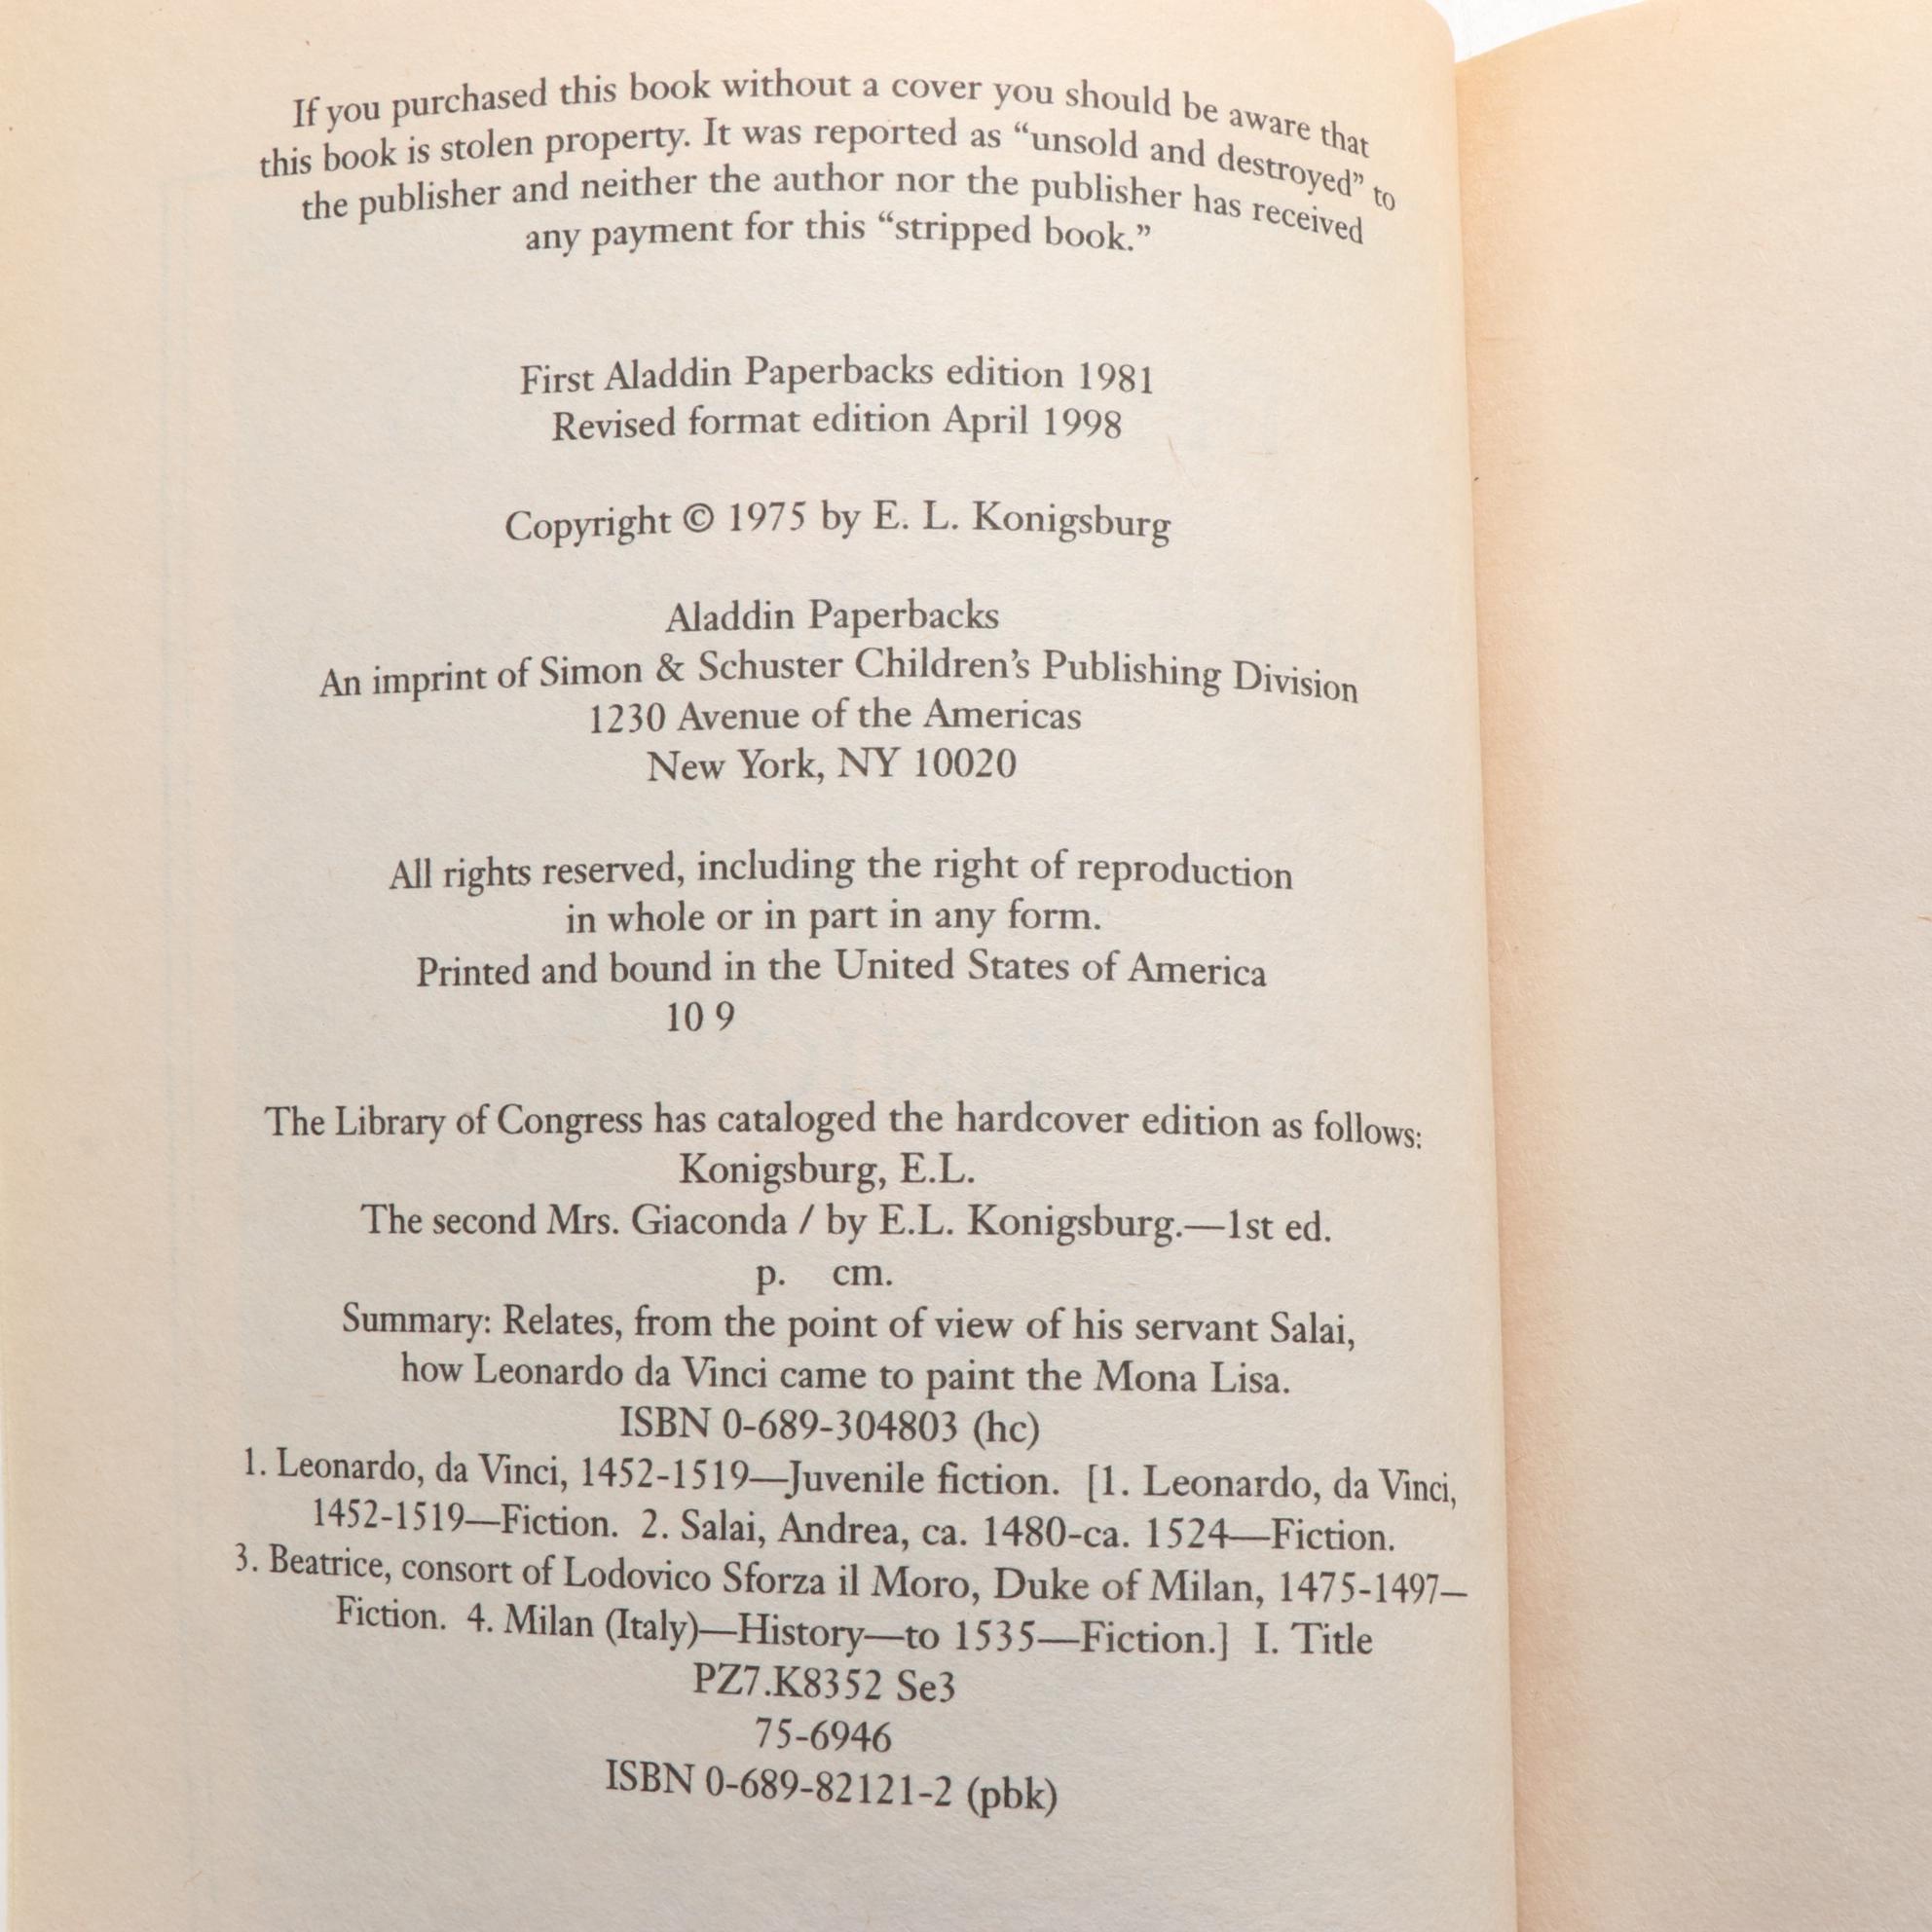 If you purchased this book without a cover you should be aware that
this book is stolen property. It was reported as “unsold and destroyed” to
the publisher and neither the author nor the publisher has received
any payment for this “stripped book.”
First Aladdin Paperbacks edition 1981
Revised format edition April 1998
Copyright © 1975 by E. L. Konigsburg
Aladdin Paperbacks
An imprint of Simon & Schuster Children’s Publishing Division
1230 Avenue of the Americas
New York, NY 10020
All rights reserved, including the right of reproduction
in whole or in part in any form.
Printed and bound in the United States of America
10 9
The Library of Congress has cataloged the hardcover edition as follows:
Konigsburg, E.L.
The second Mrs. Giaconda / by E.L. Konigsburg.—1st ed.
p. cm.
Summary: Relates, from the point of view of his servant Salai,
how Leonardo da Vinci came to paint the Mona Lisa.
ISBN 0-689-304803 (hc)
1. Leonardo, da Vinci, 1452-1519—Juvenile fiction. [1. Leonardo, da Vinci,
1452-1519—Fiction. 2. Salai, Andrea, ca. 1480-ca. 1524—Fiction.
3. Beatrice, consort of Lodovico Sforza il Moro, Duke of Milan, 1475-1497—
Fiction. 4. Milan (Italy)—History—to 1535—Fiction.] I. Title
PZ7.K8352 Se3
75-6946
ISBN 0-689-82121-2 (pbk)